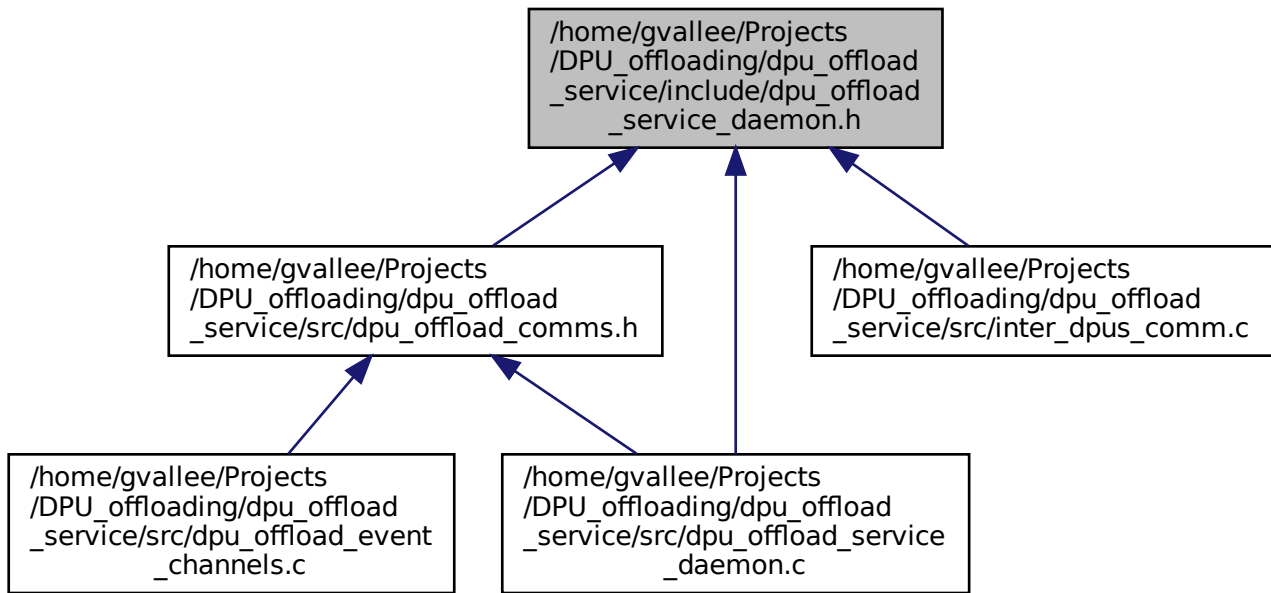 /home/gvallee/Projects
/DPU_offloading/dpu_offload
_service/include/dpu_offload
_service_daemon.h
/home/gvallee/Projects
/DPU_offloading/dpu_offload
_service/src/dpu_offload_comms.h
/home/gvallee/Projects
/DPU_offloading/dpu_offload
_service/src/inter_dpus_comm.c
/home/gvallee/Projects
/DPU_offloading/dpu_offload
_service/src/dpu_offload_event
_channels.c
/home/gvallee/Projects
/DPU_offloading/dpu_offload
_service/src/dpu_offload_service
_daemon.c